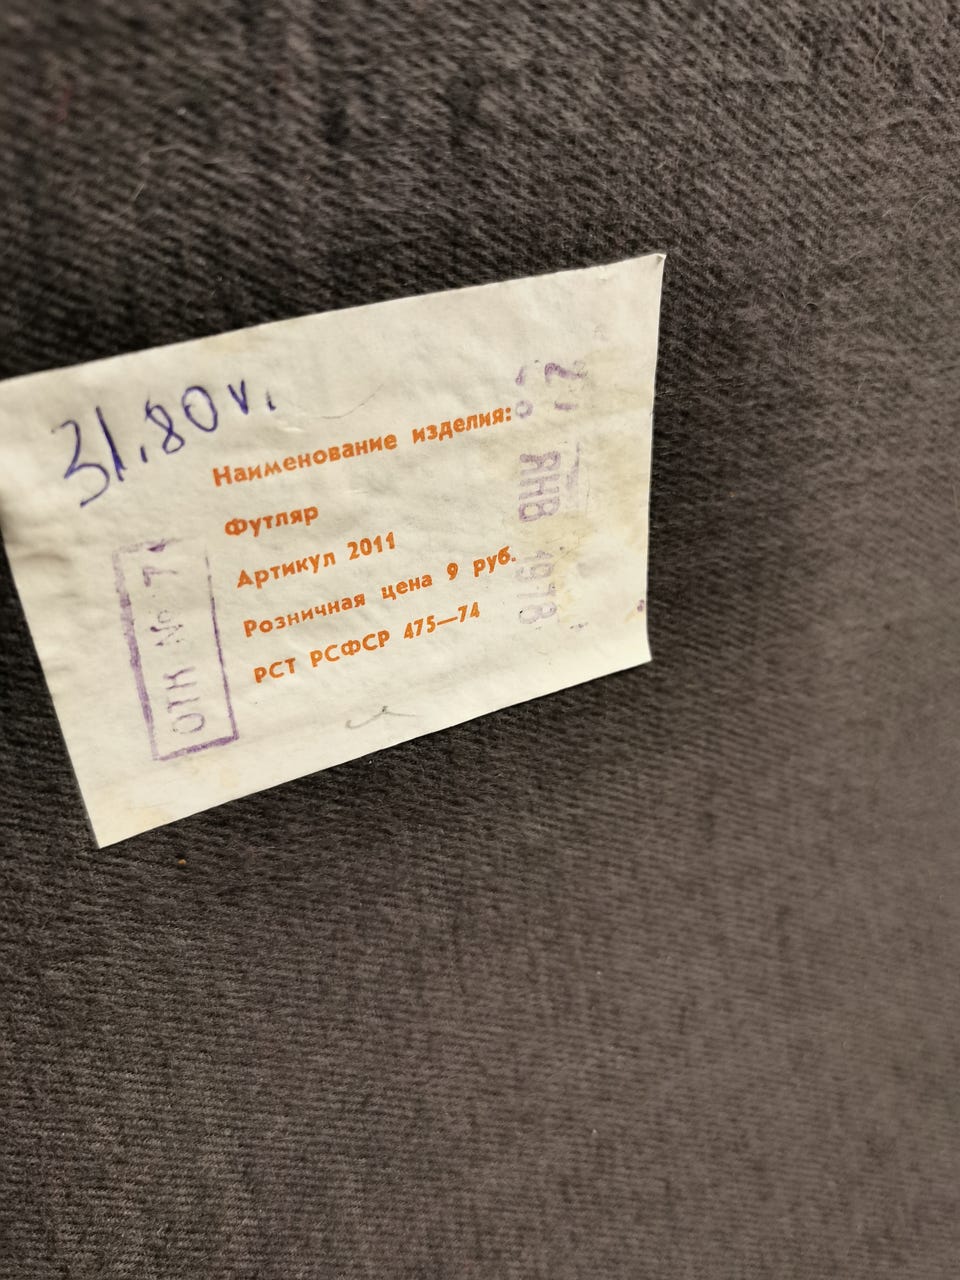 31.80 v.
Наименование изделия:
Футляр
Артикул 2011
Розничная цена 9 руб.
РСТ РСФСР 475—74
ОТК № 71
ЯНВ 1978